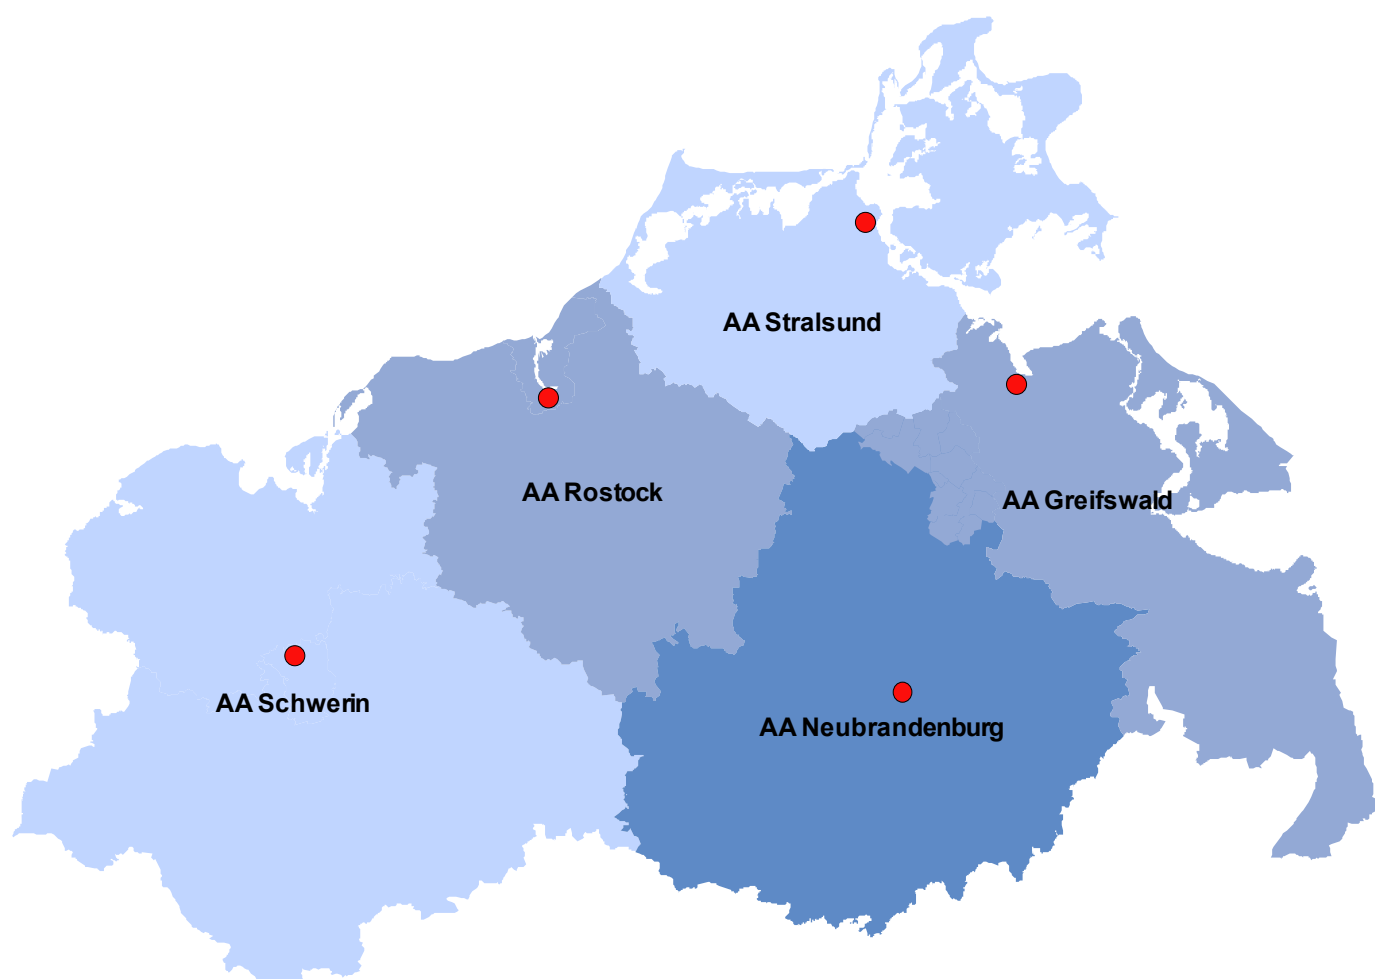 AA Stralsund
AA Rostock
AA Greifswald
AA Schwerin
AA Neubrandenburg